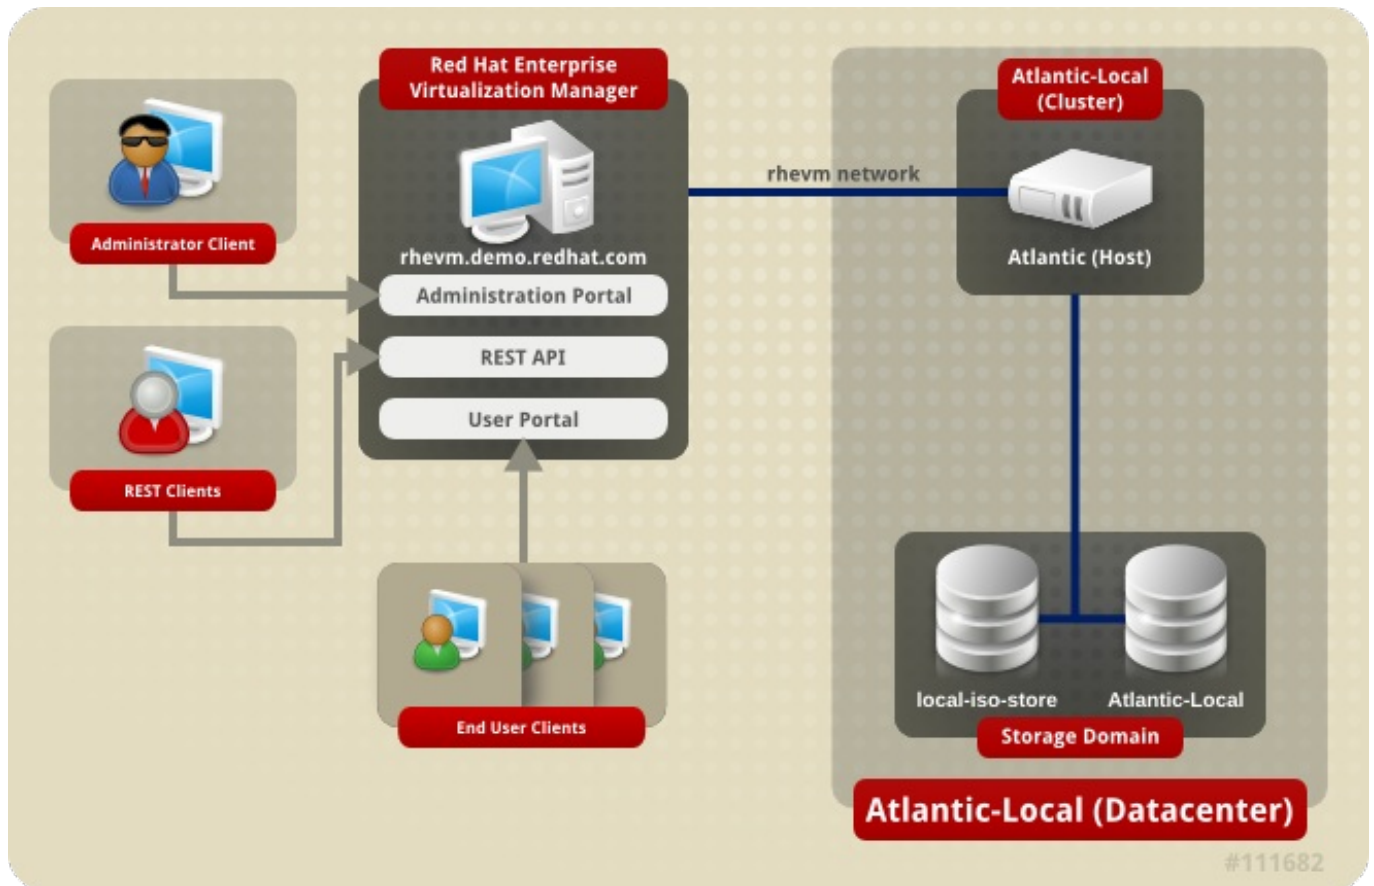 Red Hat Enterprise
Virtualization Manager
Atlantic-Local
(Cluster)
rhevm network
Administrator Client
rhevm.demo.redhat.com
Atlantic (Host)
Administration Portal
REST API
User Portal
REST Clients
End User Clients
local-iso-store
Atlantic-Local
Storage Domain
Atlantic-Local (Datacenter)
#111682